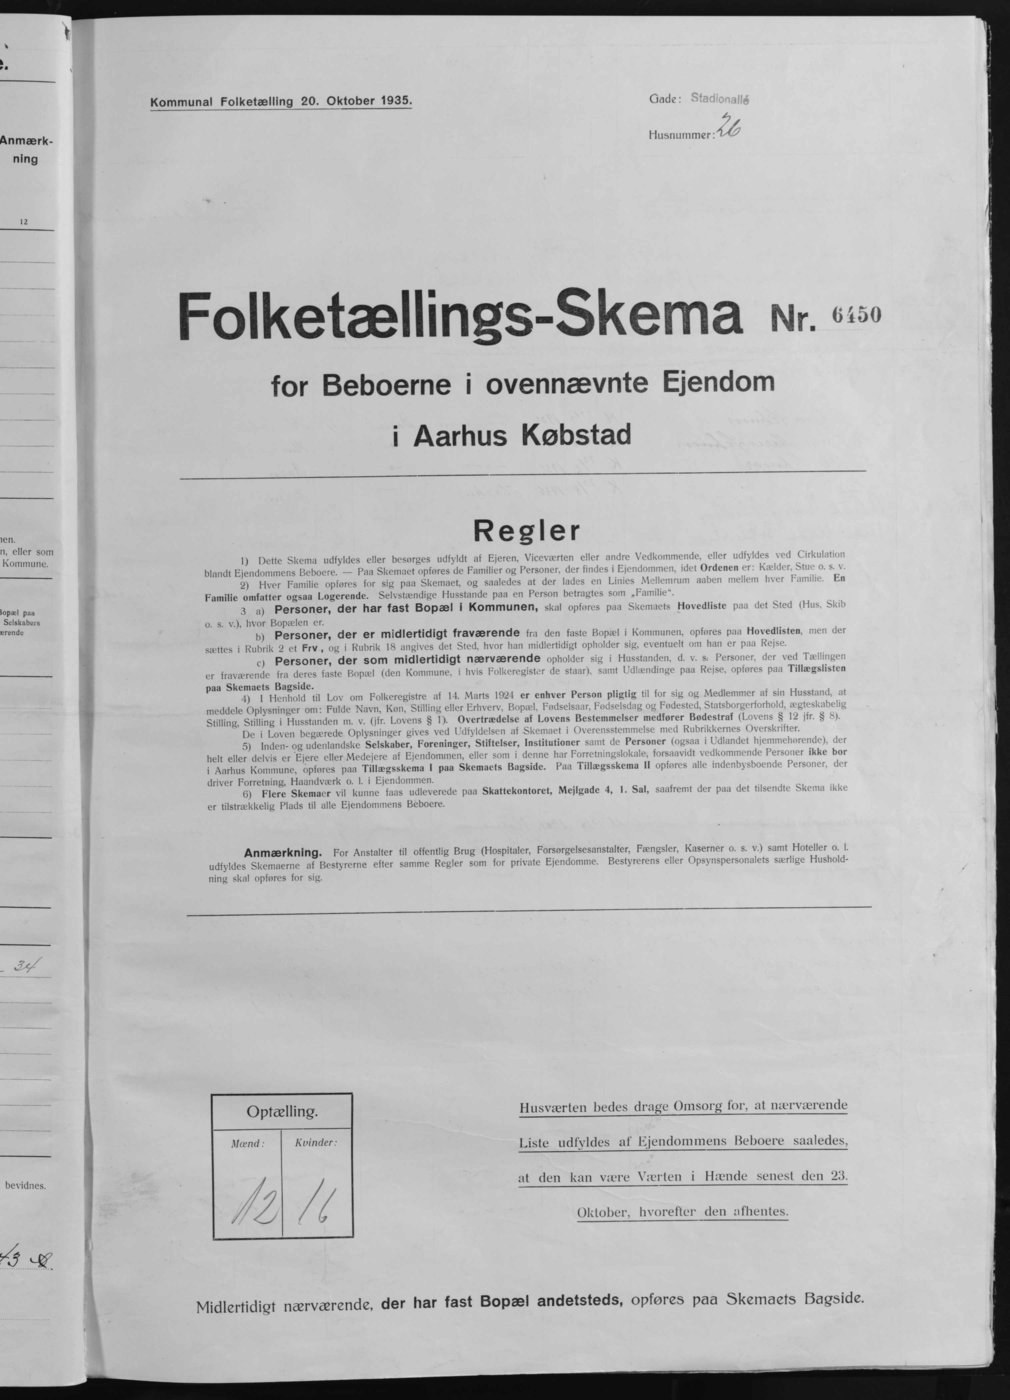 e.
Anmærk-
ning
12
nen.
n, eller som
Kommune.
Bopæl paa
Selskabers
ærende
34
bevidnes.
Kommunal Folketælling 20. Oktober 1935.
Gade: Stadionallé
Husnummer: 26
Folketællings-Skema Nr. 6450
for Beboerne i ovennævnte Ejendom
i Aarhus Købstad
Regler
1) Dette Skema udfyldes eller besørges udfyldt af Ejeren, Viceværten eller andre Vedkommende, eller udfyldes ved Cirkulation
blandt Ejendommens Beboere. — Paa Skemaet opføres de Familier og Personer, der findes i Ejendommen, idet Ordenen er: Kælder, Stue o. s. v.
2) Hver Familie opføres for sig paa Skemaet, og saaledes at der lades en Linies Mellemrum aaben mellem hver Familie. En
Familie omfatter ogsaa Logerende. Selvstændige Husstande paa en Person betragtes som „Familie".
3 a) Personer, der har fast Bopæl i Kommunen, skal opføres paa Skemaets Hovedliste paa det Sted (Hus, Skib
o. s. v.), hvor Bopælen er.
b) Personer, der er midlertidigt fraværende fra den faste Bopæl i Kommunen, opføres paa Hovedlisten, men der
sættes i Rubrik 2 et Frv., og i Rubrik 18 angives det Sted, hvor han midlertidigt opholder sig, eventuelt om han er paa Rejse.
c) Personer, der som midlertidigt nærværende opholder sig i Husstanden, d. v. s. Personer, der ved Tællingen
er fraværende fra deres faste Bopæl (den Kommune, i hvis Folkeregister de staar), samt Udlændinge paa Rejse, opføres paa Tillægslisten
paa Skemaets Bagside.
4) I Henhold til Lov om Folkeregistre af 14. Marts 1924 er enhver Person pligtig til for sig og Medlemmer af sin Husstand, at
meddele Oplysninger om: Fulde Navn, Køn, Stilling eller Erhverv, Bopæl, Fødselsaar, Fødselsdag og Fødested, Statsborgerforhold, ægteskabelig
Stilling, Stilling i Husstanden m. v. (jfr. Lovens § 1). Overtrædelse af Lovens Bestemmelser medfører Bødestraf (Lovens § 12 jfr. § 8).
De i Loven begærede Oplysninger gives ved Udfyldelsen af Skemaet i Overensstemmelse med Rubrikkernes Overskrifter.
5) Inden- og udenlandske Selskaber, Foreninger, Stiftelser, Institutioner samt de Personer (ogsaa i Udlandet hjemmehørende), der
helt eller delvis er Ejere eller Medejere af Ejendommen, eller som i denne har Forretningslokale, forsaavidt vedkommende Personer ikke bor
i Aarhus Kommune, opføres paa Tillægsskema I paa Skemaets Bagside. Paa Tillægsskema II opføres alle indenbysboende Personer, der
driver Forretning, Haandværk o. l. i Ejendommen.
6) Flere Skemaer vil kunne faas udleverede paa Skattekontoret, Mejlgade 4, 1. Sal, saafremt der paa det tilsendte Skema ikke
er tilstrækkelig Plads til alle Ejendommens Beboere.
Anmærkning. For Anstalter til offentlig Brug (Hospitaler, Forsørgelsesanstalter, Fængsler, Kaserner o. s. v.) samt Hoteller o. l.
udfyldes Skemaerne af Bestyrerne efter samme Regler som for private Ejendomme. Bestyrerens eller Opsynspersonalets særlige Hushold-
ning skal opføres for sig.
Optælling.
Mænd: Kvinder:
12 16
Husværten bedes drage Omsorg for, at nærværende
Liste udfyldes af Ejendommens Beboere saaledes,
at den kan være Værten i Hænde senest den 23.
Oktober, hvorefter den afhentes.
Midlertidigt nærværende, der har fast Bopæl andetsteds, opføres paa Skemaets Bagside.